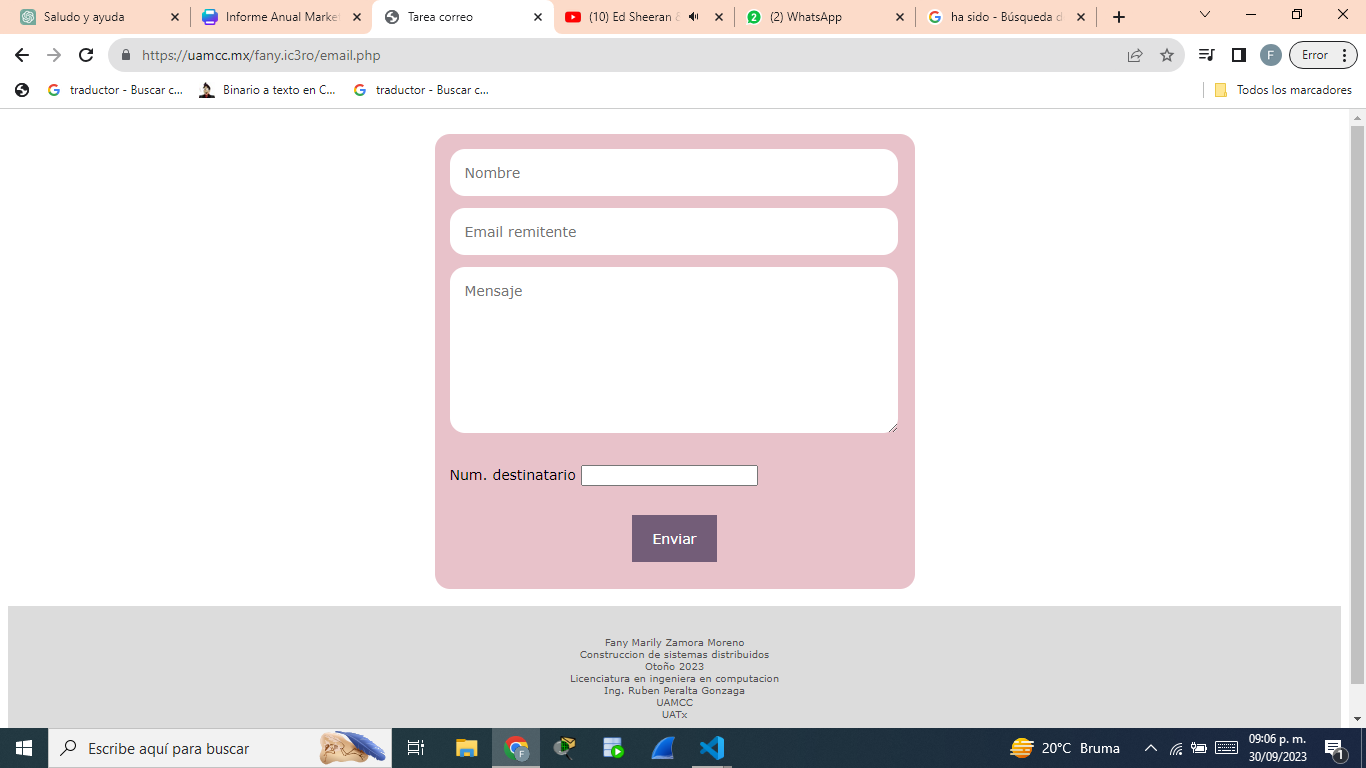 Saludo y ayuda
Informe Anual Market
Tarea correo
(10) Ed Sheeran
(2) WhatsApp
ha sido - Búsqueda d
https://uamcc.mx/fany.ic3ro/email.php
F
Error
traductor - Buscar c...
Binario a texto en C...
traductor - Buscar c...
Todos los marcadores
Nombre
Email remitente
Mensaje
Num. destinatario
Enviar
Fany Marily Zamora Moreno
Construccion de sistemas distribuidos
Otoño 2023
Licenciatura en ingeniera en computacion
Ing. Ruben Peralta Gonzaga
UAMCC
UATx
Escribe aquí para buscar
20°C Bruma
09:06 p. m.
30/09/2023
1